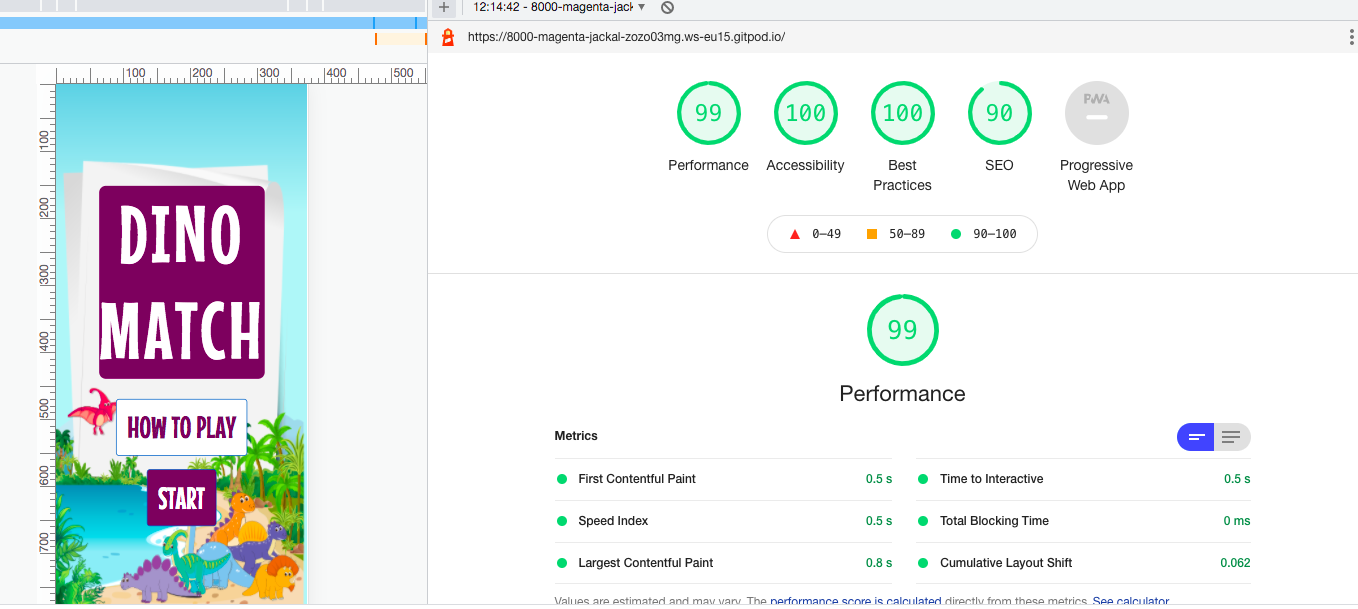 12:14:42 - 8000-magenta-jack
https://8000-magenta-jackal-zozo03mg.ws-eu15.gitpod.io/
100 200 300 400 500
100
200
300
400
500
600
700
DINO
MATCH
HOW TO PLAY
START
99 100 100 90 PWA
Performance Accessibility Best Practices SEO Progressive Web App
0–49 50–89 90–100
99
Performance
Metrics
First Contentful Paint 0.5 s Time to Interactive 0.5 s
Speed Index 0.5 s Total Blocking Time 0 ms
Largest Contentful Paint 0.8 s Cumulative Layout Shift 0.062
Values are estimated and may vary. The performance score is calculated directly from these metrics. See calculator.